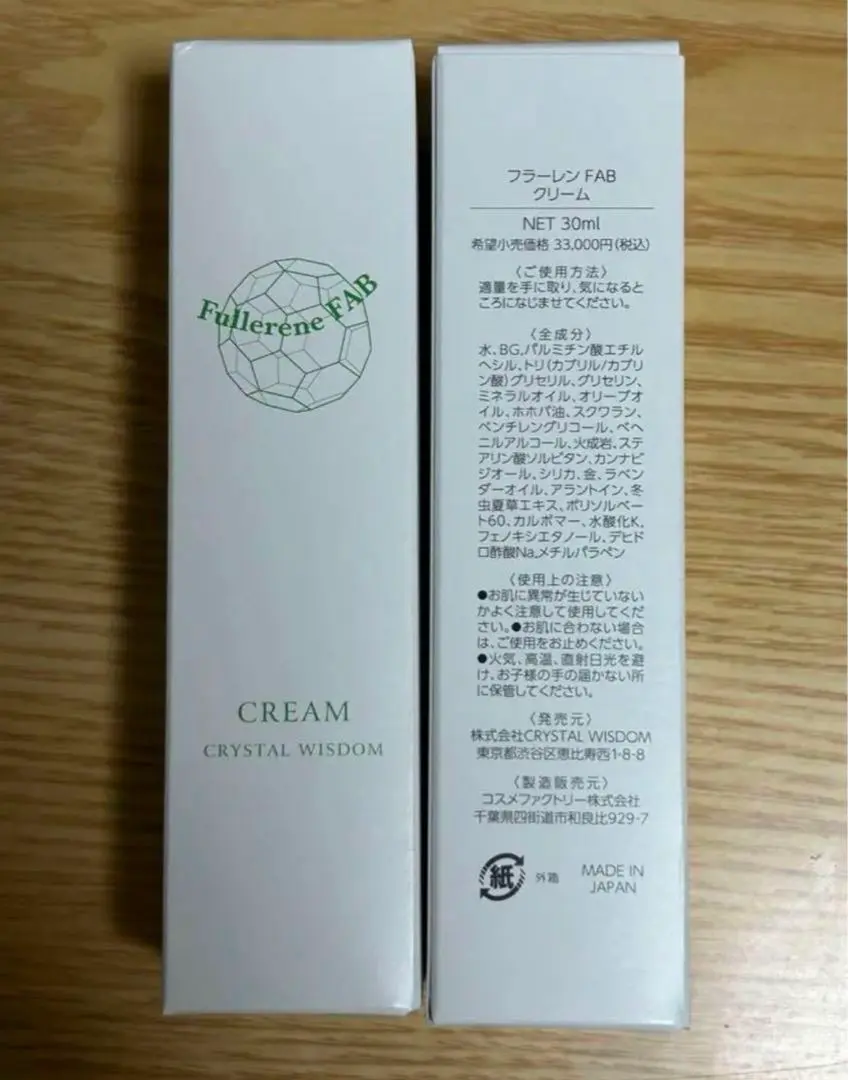 Fullerene FAB
CREAM
CRYSTAL WISDOM
フラーレン FAB
クリーム
NET 30ml
希望小売価格 33,000円(税込)
〈ご使用方法〉
適量を手に取り、気になると
ころになじませてください。
〈全成分〉
水、BG、パルミチン酸エチル
ヘシル、トリ(カプリル/カプリ
ン酸)グリセリル、グリセリン、
ミネラルオイル、オリーブオ
イル、ホホバ油、スクワラン、
ペンチレングリコール、ベヘ
ニルアルコール、火成岩、ステ
アリン酸ソルビタン、カンナビ
ジオール、シリカ、金、ラベン
ダーオイル、アラントイン、冬
虫夏草エキス、ポリソルベー
ト60、カルボマー、水酸化K、
フェノキシエタノール、デヒド
ロ酢酸Na、メチルパラベン
〈使用上の注意〉
●お肌に異常が生じていない
かよく注意して使用してくだ
さい。●お肌に合わない場合
は、ご使用をお止めください。
●火気、高温、直射日光を避
け、お子様の手の届かない所
に保管してください。
〈発売元〉
株式会社CRYSTAL WISDOM
東京都渋谷区恵比寿西1-8-8
〈製造販売元〉
コスメファクトリー株式会社
千葉県四街道市和良比929-7
紙 外箱 MADE IN
JAPAN